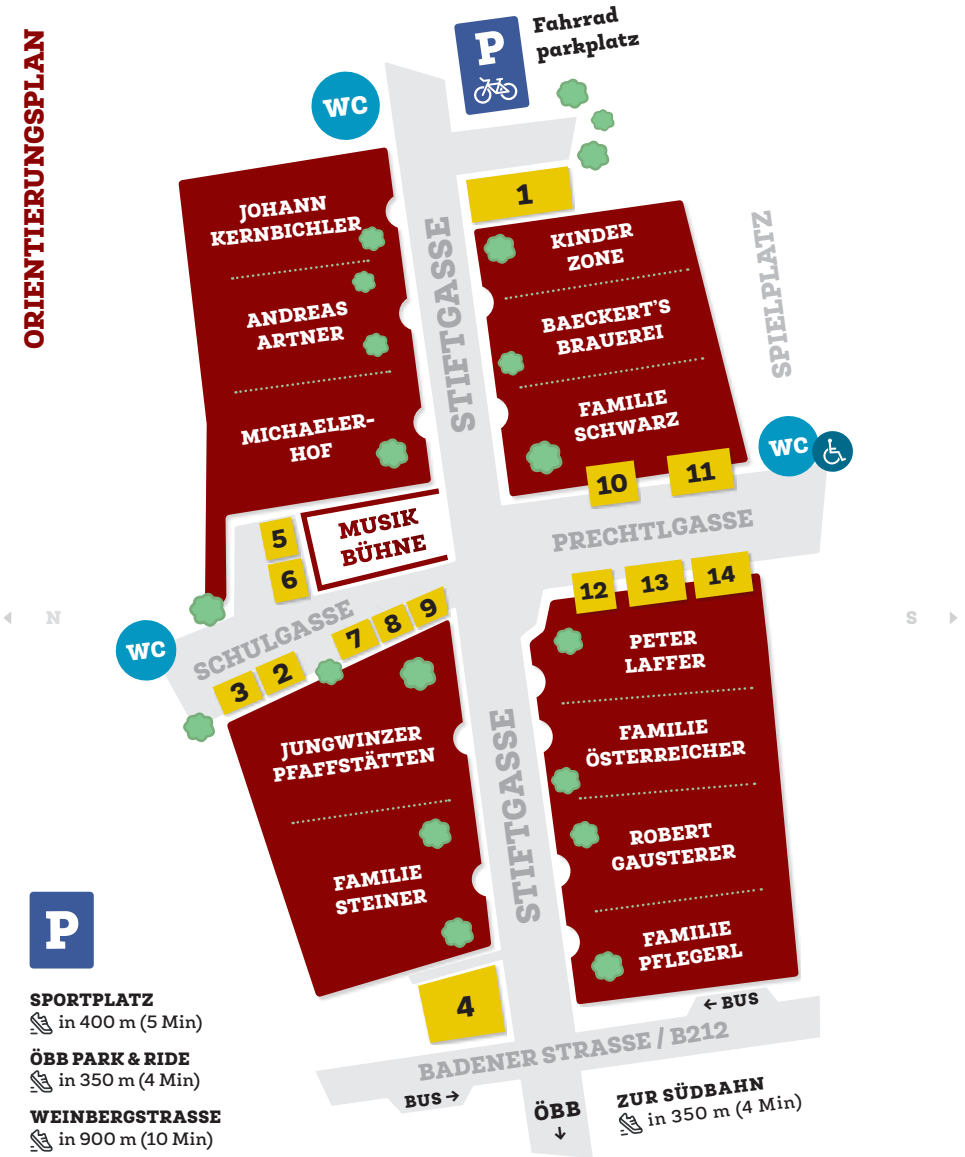 ORIENTIERUNGSPLAN
P
Fahrrad
parkplatz
WC
1
JOHANN
KERNBICHLER
ANDREAS
ARTNER
MICHAELER-
HOF
STIFTGASSE
KINDER
ZONE
BAECKERT'S
BRAUEREI
FAMILIE
SCHWARZ
SPIELPLATZ
WC
10
11
5
6
MUSIK
BÜHNE
PRECHTLGASSE
12
13
14
N
S
WC
SCHULGASSE
3
2
7
8
9
JUNGWINZER
PFAFFSTÄTTEN
FAMILIE
STEINER
STIFTGASSE
PETER
LAFFER
FAMILIE
ÖSTERREICHER
ROBERT
GAUSTERER
FAMILIE
PFLEGERL
4
← BUS
BADENER STRASSE / B212
BUS →
ÖBB
↓
ZUR SÜDBAHN
in 350 m (4 Min)
P
SPORTPLATZ
in 400 m (5 Min)
ÖBB PARK & RIDE
in 350 m (4 Min)
WEINBERGSTRASSE
in 900 m (10 Min)